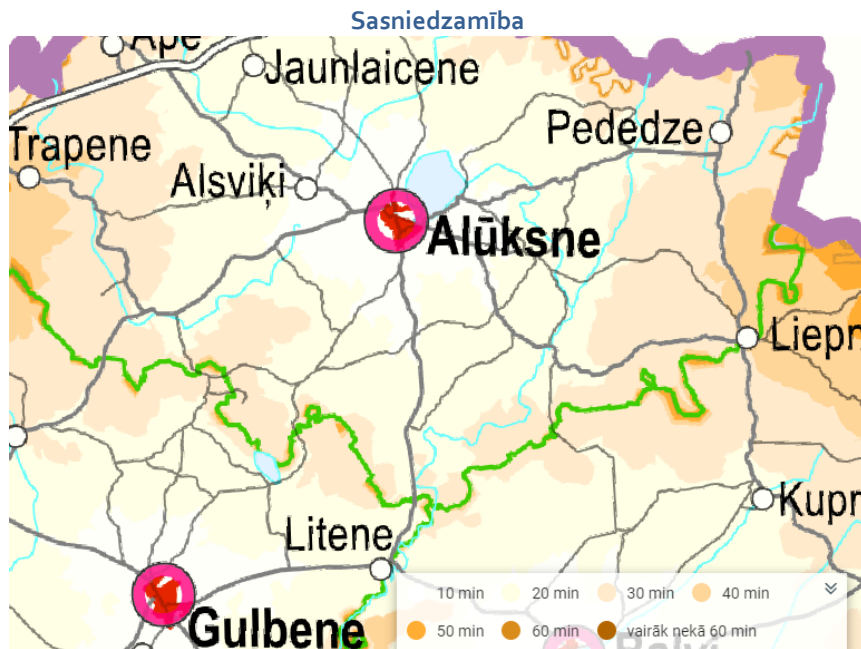 Sasniedzamība
Ape
Jaunlaicene
Pededze
Trapene
Alsviķi
Alūksne
Liepn
Kupr
Litene
Gulbene
10 min 20 min 30 min 40 min
50 min 60 min vairāk nekā 60 min